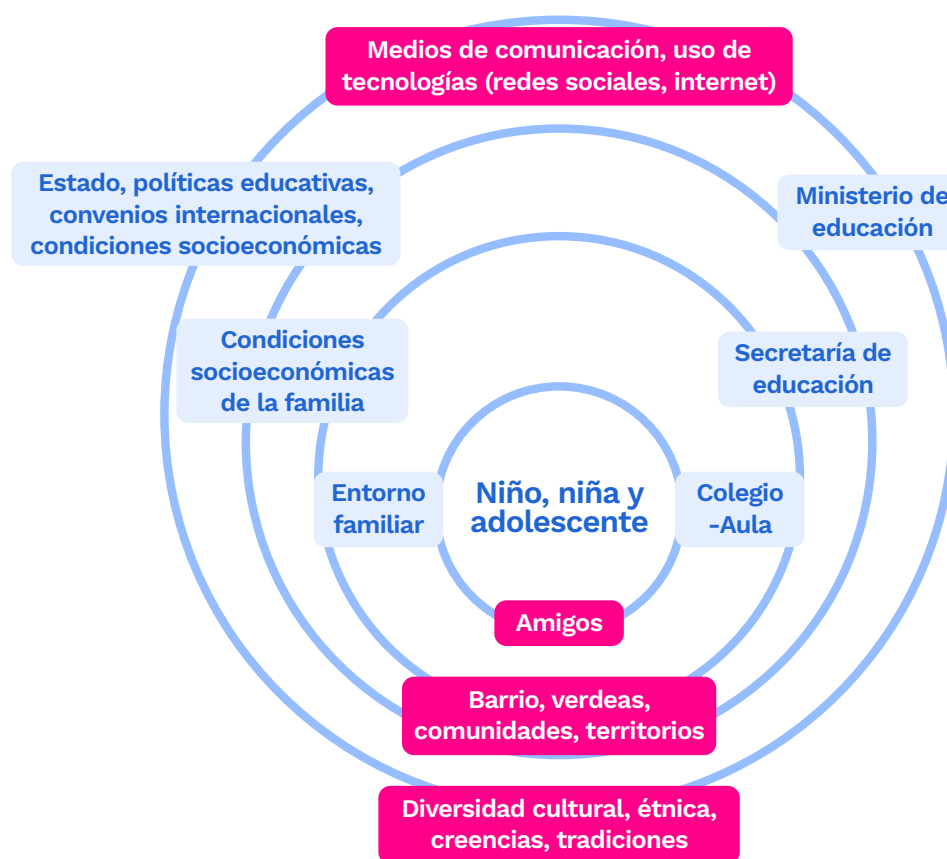 Medios de comunicación, uso de
tecnologías (redes sociales, internet)
Estado, políticas educativas,
convenios internacionales,
condiciones socioeconómicas
Ministerio de
educación
Condiciones
socioeconómicas
de la familia
Secretaría de
educación
Entorno
familiar
Niño, niña y
adolescente
Colegio
-Aula
Amigos
Barrio, verdeas,
comunidades, territorios
Diversidad cultural, étnica,
creencias, tradiciones